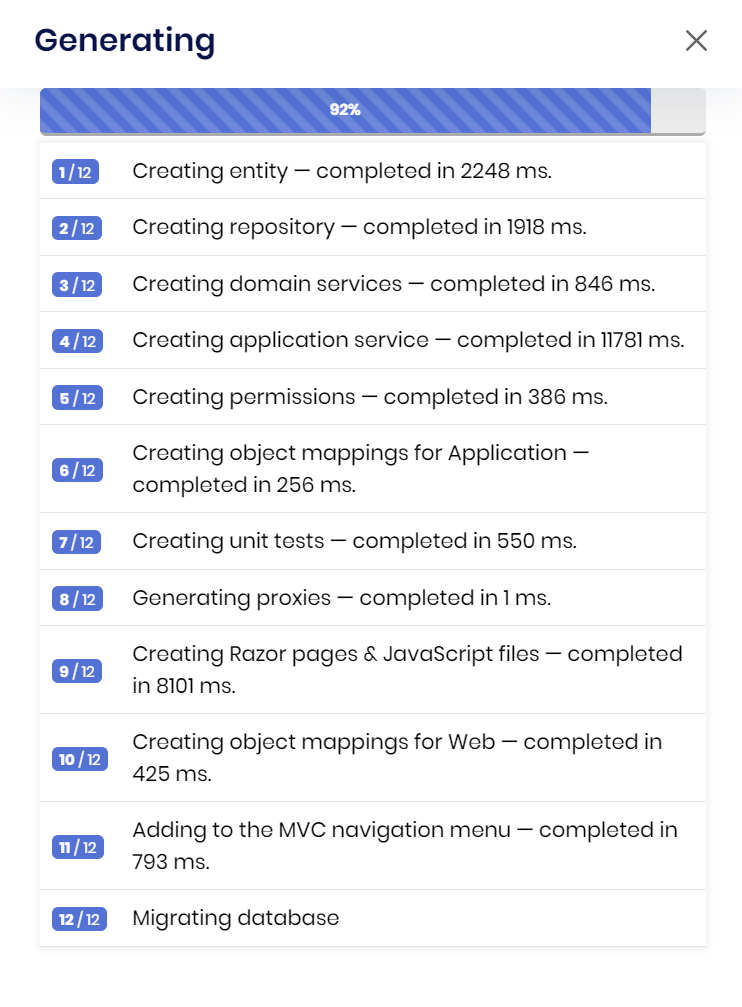 Generating
92%
1 / 12 Creating entity — completed in 2248 ms.
2 / 12 Creating repository — completed in 1918 ms.
3 / 12 Creating domain services — completed in 846 ms.
4 / 12 Creating application service — completed in 11781 ms.
5 / 12 Creating permissions — completed in 386 ms.
6 / 12 Creating object mappings for Application —
completed in 256 ms.
7 / 12 Creating unit tests — completed in 550 ms.
8 / 12 Generating proxies — completed in 1 ms.
9 / 12 Creating Razor pages & JavaScript files — completed
in 8101 ms.
10 / 12 Creating object mappings for Web — completed in
425 ms.
11 / 12 Adding to the MVC navigation menu — completed in
793 ms.
12 / 12 Migrating database